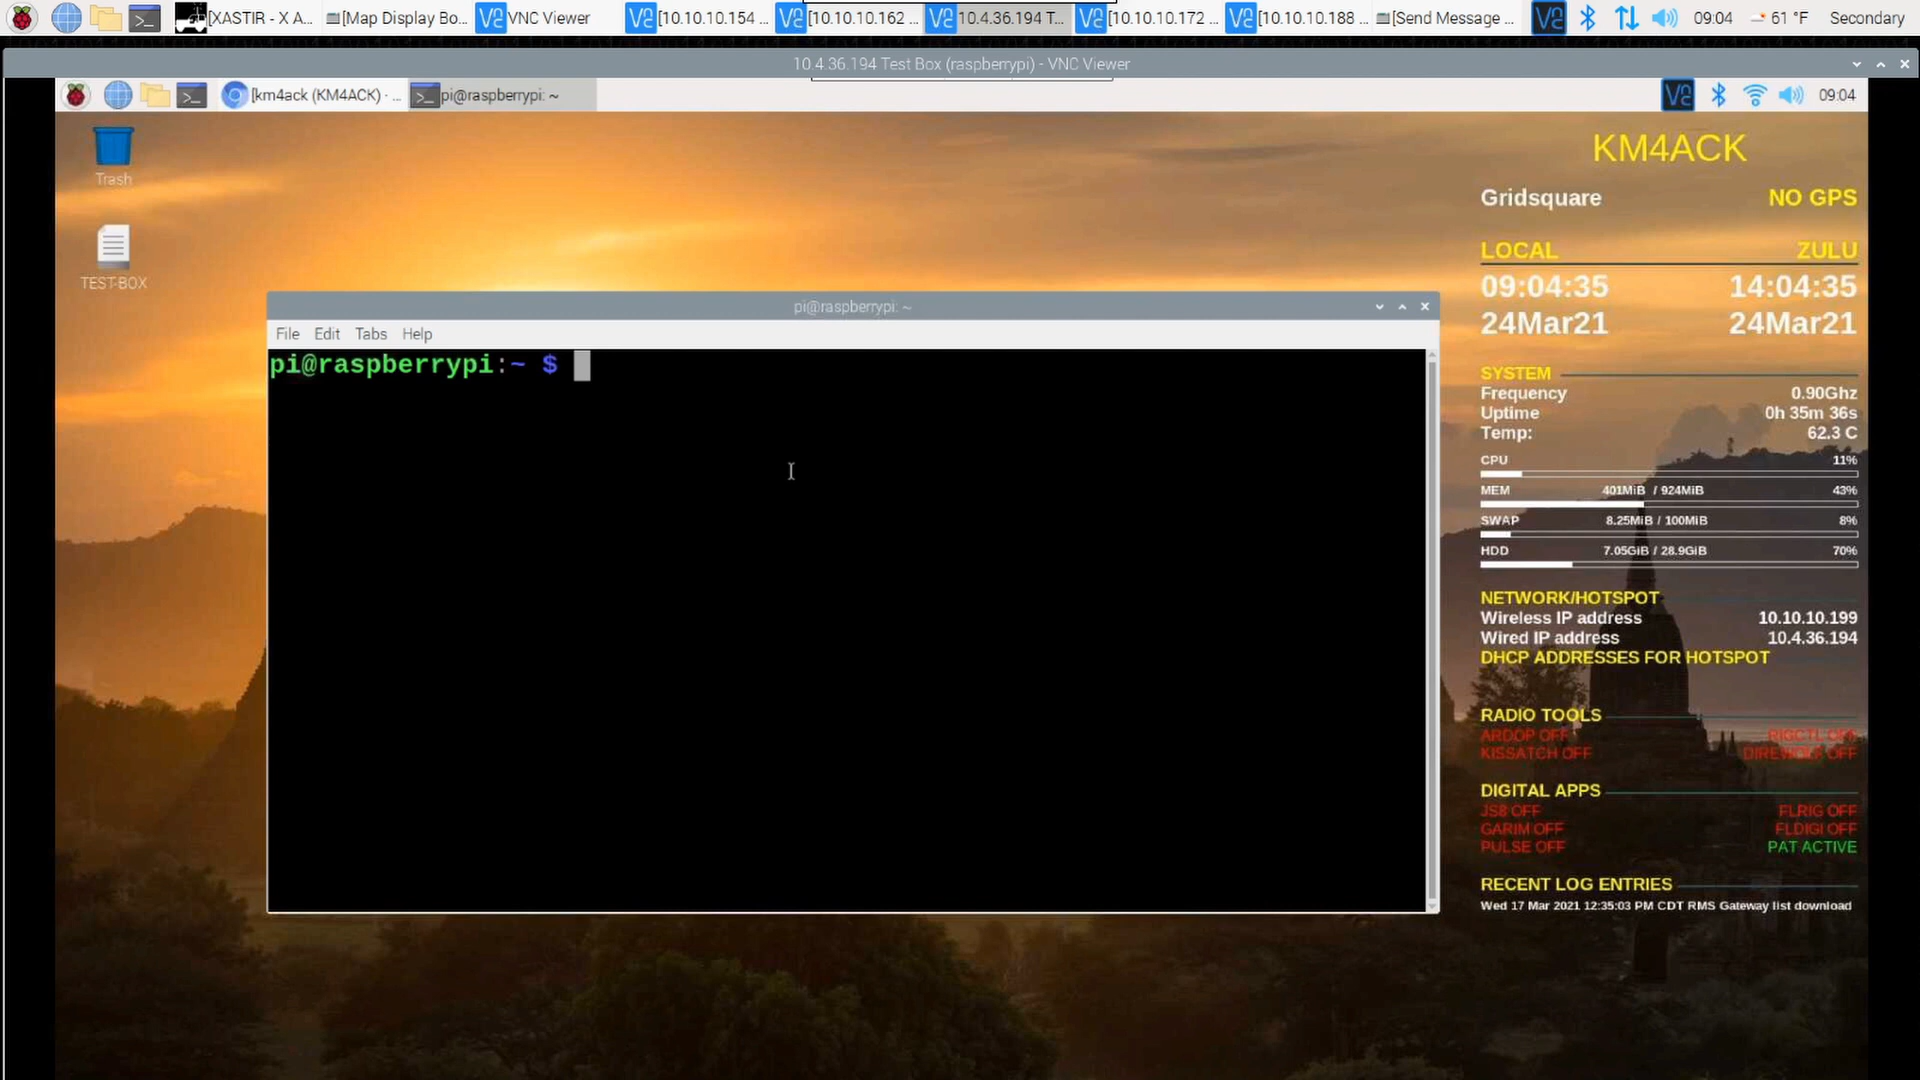 [XASTIR - X A...
[Map Display Bo...
VNC Viewer
[10.10.10.154 ...
[10.10.10.162 ...
10.4.36.194 T...
[10.10.10.172 ...
[10.10.10.188 ...
[Send Message ...
09:04
61 °F
Secondary
10.4.36.194 Test Box (raspberrypi) - VNC Viewer
[km4ack (KM4ACK) · ...
pi@raspberrypi: ~
09:04
Trash
TEST-BOX
pi@raspberrypi: ~
File Edit Tabs Help
pi@raspberrypi:~ $
KM4ACK
Gridsquare NO GPS
LOCAL ZULU
09:04:35 14:04:35
24Mar21 24Mar21
SYSTEM
Frequency 0.90Ghz
Uptime 0h 35m 36s
Temp: 62.3 C
CPU 11%
MEM 401MiB / 924MiB 43%
SWAP 8.25MiB / 100MiB 8%
HDD 7.05GiB / 28.9GiB 70%
NETWORK/HOTSPOT
Wireless IP address 10.10.10.199
Wired IP address 10.4.36.194
DHCP ADDRESSES FOR HOTSPOT
RADIO TOOLS
ARDOP OFF RIGCTL OFF
KISSATCH OFF DIREWOLF OFF
DIGITAL APPS
JS8 OFF FLRIG OFF
GARIM OFF FLDIGI OFF
PULSE OFF PAT ACTIVE
RECENT LOG ENTRIES
Wed 17 Mar 2021 12:35:03 PM CDT RMS Gateway list download